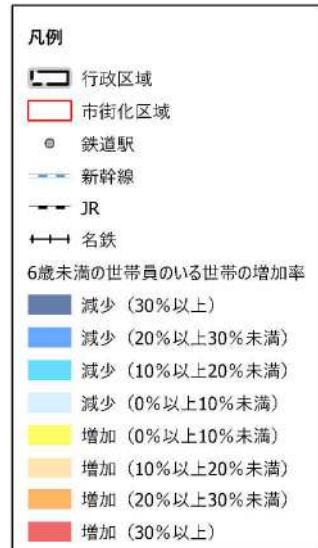 凡例
行政区域
市街化区域
鉄道駅
新幹線
JR
名鉄
6歳未満の世帯員のいる世帯の増加率
減少（30％以上）
減少（20％以上30％未満）
減少（10％以上20％未満）
減少（0％以上10％未満）
増加（0％以上10％未満）
増加（10％以上20％未満）
増加（20％以上30％未満）
増加（30％以上）